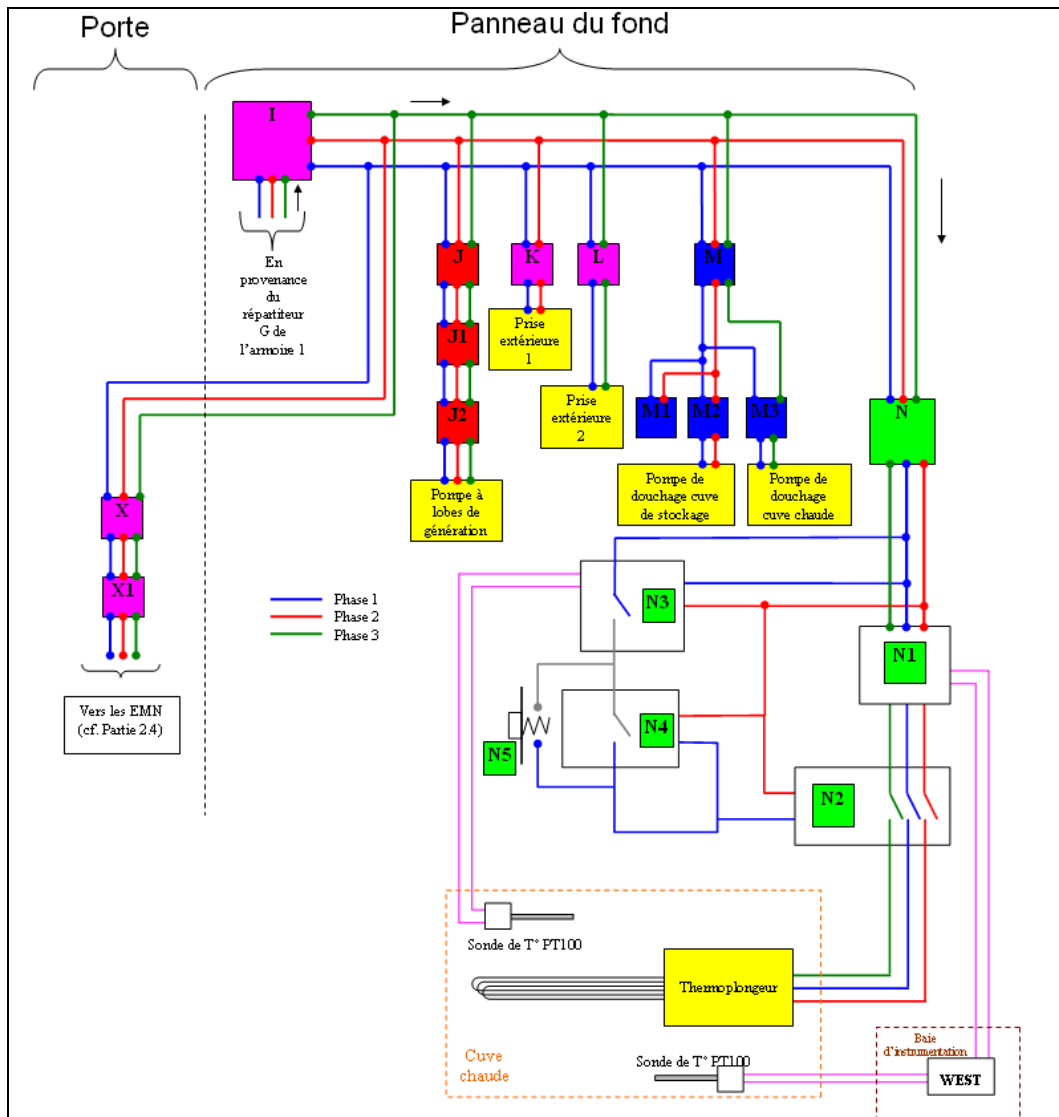 Porte
Panneau du fond
I
En
provenance
du
répartiteur
G de
l'armoire 1
J
K
L
M
Prise
extérieure
1
J1
Prise
extérieure
2
J2
M1
M2
M3
N
Pompe à
lobes de
génération
Pompe de
douchage cuve
de stockage
Pompe de
douchage
cuve chaude
X
X1
Phase 1
Phase 2
Phase 3
Vers les EMN
(cf. Partie 2.4)
N3
N1
N4
N5
N2
Sonde de T° PT100
Thermoplongeur
Cuve
chaude
Sonde de T° PT100
Baie
d'instrumentation
WEST